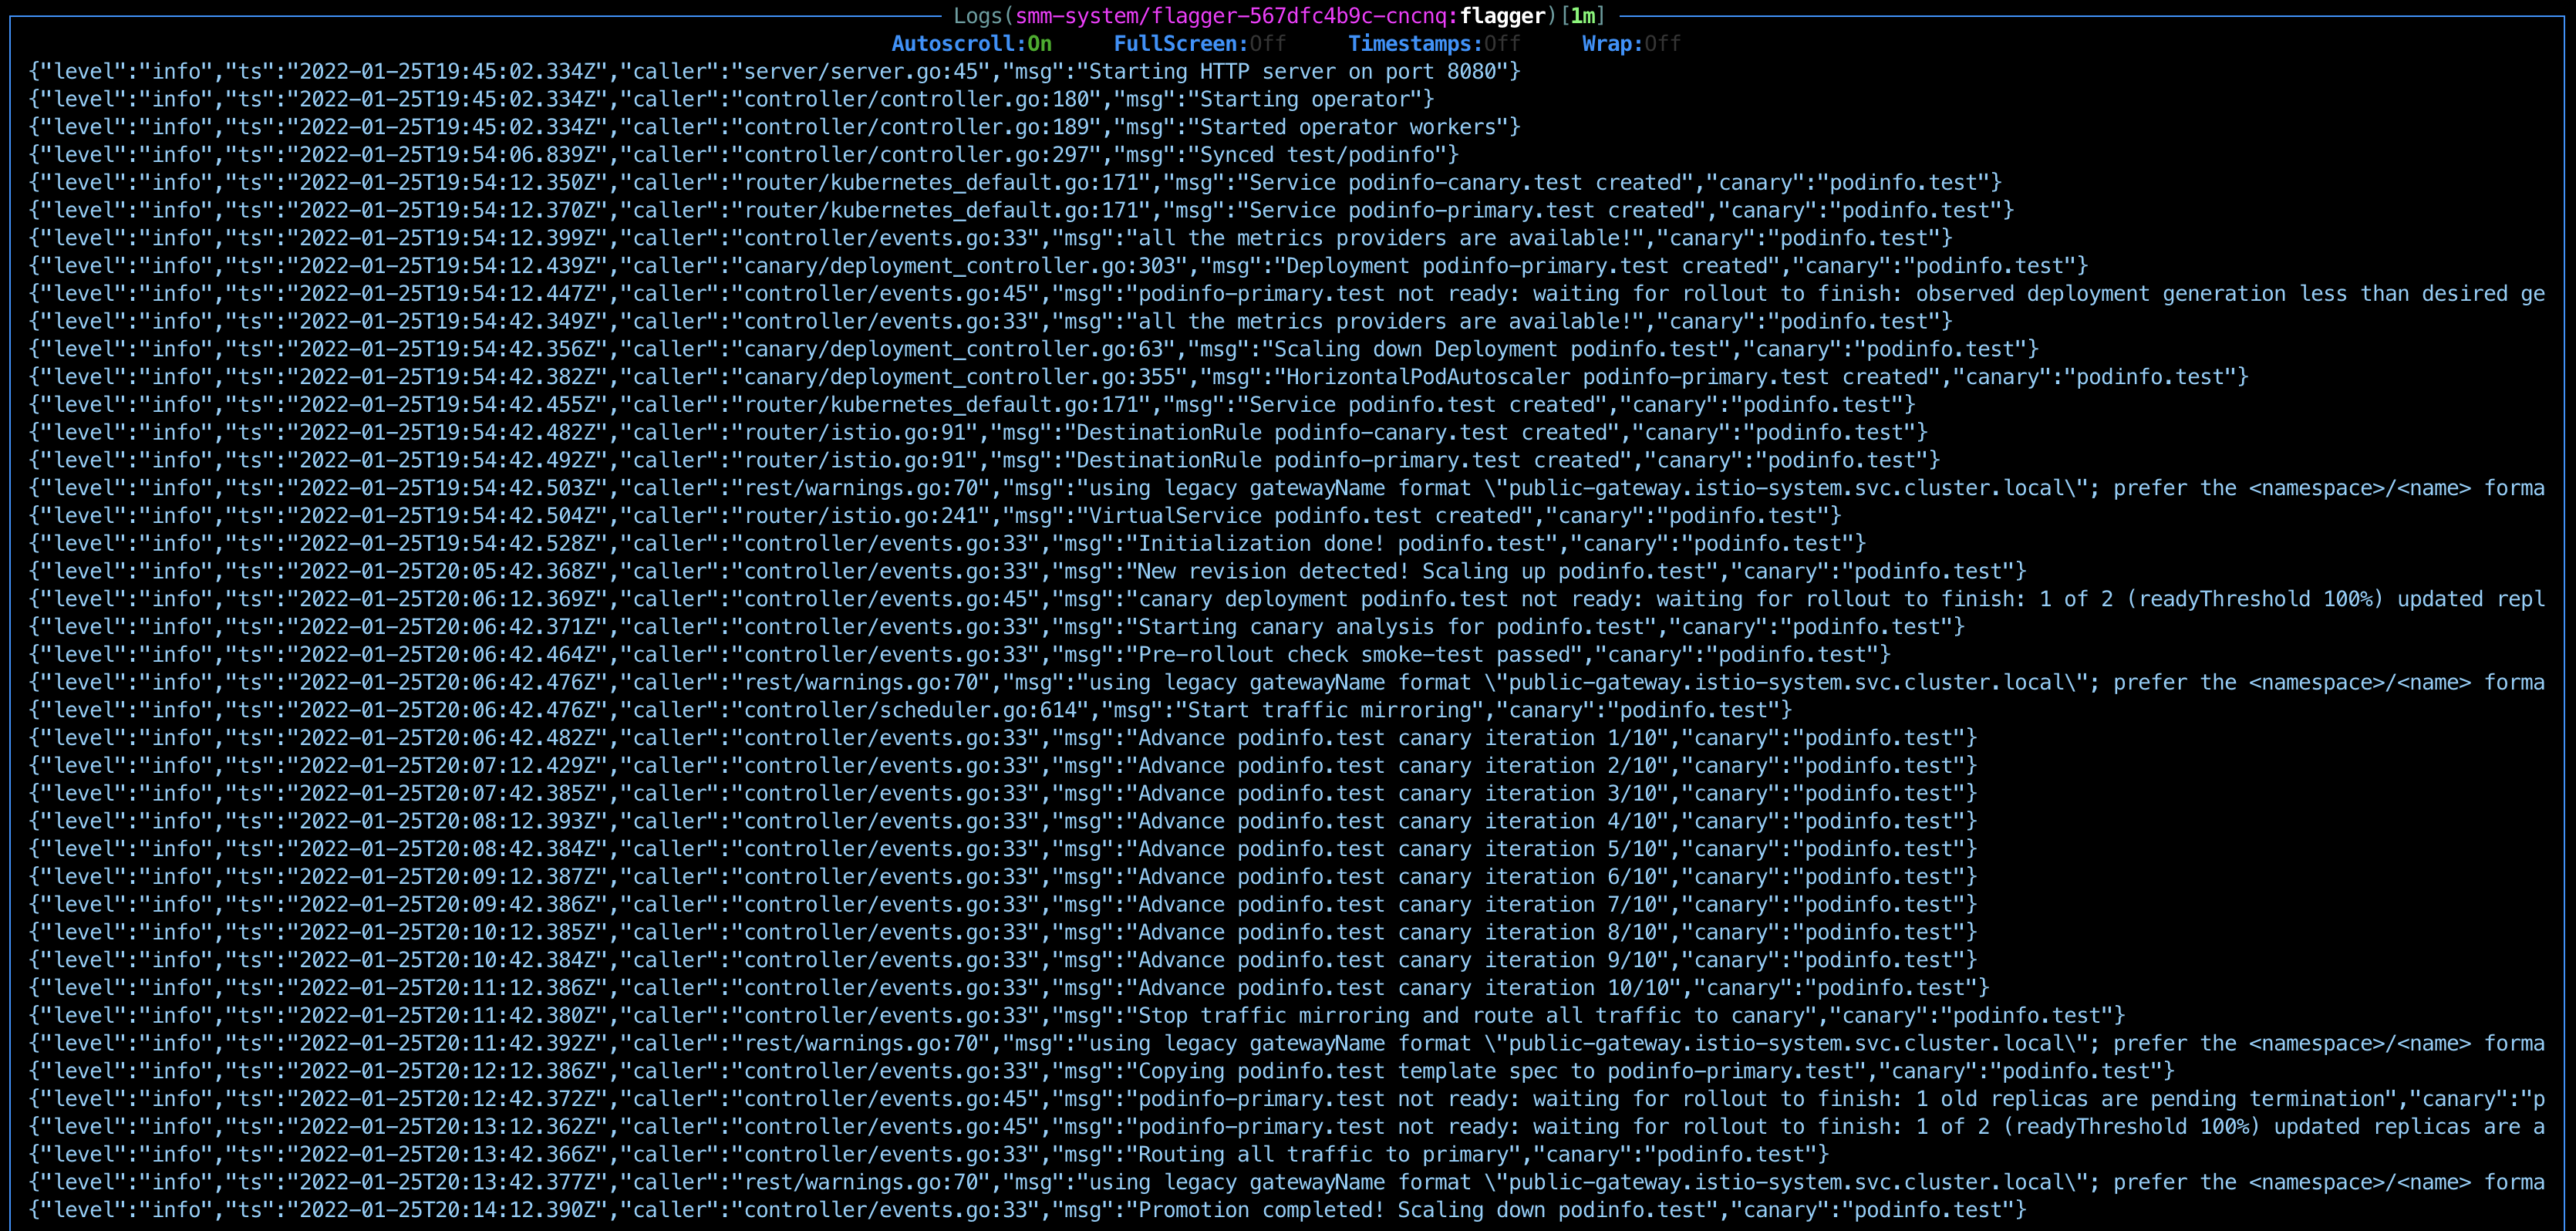 Logs(smm-system/flagger-567dfc4b9c-cncnq:flagger)[1m]
Autoscroll:On FullScreen:Off Timestamps:Off Wrap:Off
{"level":"info","ts":"2022-01-25T19:45:02.334Z","caller":"server/server.go:45","msg":"Starting HTTP server on port 8080"}
{"level":"info","ts":"2022-01-25T19:45:02.334Z","caller":"controller/controller.go:180","msg":"Starting operator"}
{"level":"info","ts":"2022-01-25T19:45:02.334Z","caller":"controller/controller.go:189","msg":"Started operator workers"}
{"level":"info","ts":"2022-01-25T19:54:06.839Z","caller":"controller/controller.go:297","msg":"Synced test/podinfo"}
{"level":"info","ts":"2022-01-25T19:54:12.350Z","caller":"router/kubernetes_default.go:171","msg":"Service podinfo-canary.test created","canary":"podinfo.test"}
{"level":"info","ts":"2022-01-25T19:54:12.370Z","caller":"router/kubernetes_default.go:171","msg":"Service podinfo-primary.test created","canary":"podinfo.test"}
{"level":"info","ts":"2022-01-25T19:54:12.399Z","caller":"controller/events.go:33","msg":"all the metrics providers are available!","canary":"podinfo.test"}
{"level":"info","ts":"2022-01-25T19:54:12.439Z","caller":"canary/deployment_controller.go:303","msg":"Deployment podinfo-primary.test created","canary":"podinfo.test"}
{"level":"info","ts":"2022-01-25T19:54:12.447Z","caller":"controller/events.go:45","msg":"podinfo-primary.test not ready: waiting for rollout to finish: observed deployment generation less than desired ge
{"level":"info","ts":"2022-01-25T19:54:42.349Z","caller":"controller/events.go:33","msg":"all the metrics providers are available!","canary":"podinfo.test"}
{"level":"info","ts":"2022-01-25T19:54:42.356Z","caller":"canary/deployment_controller.go:63","msg":"Scaling down Deployment podinfo.test","canary":"podinfo.test"}
{"level":"info","ts":"2022-01-25T19:54:42.382Z","caller":"canary/deployment_controller.go:355","msg":"HorizontalPodAutoscaler podinfo-primary.test created","canary":"podinfo.test"}
{"level":"info","ts":"2022-01-25T19:54:42.455Z","caller":"router/kubernetes_default.go:171","msg":"Service podinfo.test created","canary":"podinfo.test"}
{"level":"info","ts":"2022-01-25T19:54:42.482Z","caller":"router/istio.go:91","msg":"DestinationRule podinfo-canary.test created","canary":"podinfo.test"}
{"level":"info","ts":"2022-01-25T19:54:42.492Z","caller":"router/istio.go:91","msg":"DestinationRule podinfo-primary.test created","canary":"podinfo.test"}
{"level":"info","ts":"2022-01-25T19:54:42.503Z","caller":"rest/warnings.go:70","msg":"using legacy gatewayName format \"public-gateway.istio-system.svc.cluster.local\"; prefer the <namespace>/<name> forma
{"level":"info","ts":"2022-01-25T19:54:42.504Z","caller":"router/istio.go:241","msg":"VirtualService podinfo.test created","canary":"podinfo.test"}
{"level":"info","ts":"2022-01-25T19:54:42.528Z","caller":"controller/events.go:33","msg":"Initialization done! podinfo.test","canary":"podinfo.test"}
{"level":"info","ts":"2022-01-25T20:05:42.368Z","caller":"controller/events.go:33","msg":"New revision detected! Scaling up podinfo.test","canary":"podinfo.test"}
{"level":"info","ts":"2022-01-25T20:06:12.369Z","caller":"controller/events.go:45","msg":"canary deployment podinfo.test not ready: waiting for rollout to finish: 1 of 2 (readyThreshold 100%) updated repl
{"level":"info","ts":"2022-01-25T20:06:42.371Z","caller":"controller/events.go:33","msg":"Starting canary analysis for podinfo.test","canary":"podinfo.test"}
{"level":"info","ts":"2022-01-25T20:06:42.464Z","caller":"controller/events.go:33","msg":"Pre-rollout check smoke-test passed","canary":"podinfo.test"}
{"level":"info","ts":"2022-01-25T20:06:42.476Z","caller":"rest/warnings.go:70","msg":"using legacy gatewayName format \"public-gateway.istio-system.svc.cluster.local\"; prefer the <namespace>/<name> forma
{"level":"info","ts":"2022-01-25T20:06:42.476Z","caller":"controller/scheduler.go:614","msg":"Start traffic mirroring","canary":"podinfo.test"}
{"level":"info","ts":"2022-01-25T20:06:42.482Z","caller":"controller/events.go:33","msg":"Advance podinfo.test canary iteration 1/10","canary":"podinfo.test"}
{"level":"info","ts":"2022-01-25T20:07:12.429Z","caller":"controller/events.go:33","msg":"Advance podinfo.test canary iteration 2/10","canary":"podinfo.test"}
{"level":"info","ts":"2022-01-25T20:07:42.385Z","caller":"controller/events.go:33","msg":"Advance podinfo.test canary iteration 3/10","canary":"podinfo.test"}
{"level":"info","ts":"2022-01-25T20:08:12.393Z","caller":"controller/events.go:33","msg":"Advance podinfo.test canary iteration 4/10","canary":"podinfo.test"}
{"level":"info","ts":"2022-01-25T20:08:42.384Z","caller":"controller/events.go:33","msg":"Advance podinfo.test canary iteration 5/10","canary":"podinfo.test"}
{"level":"info","ts":"2022-01-25T20:09:12.387Z","caller":"controller/events.go:33","msg":"Advance podinfo.test canary iteration 6/10","canary":"podinfo.test"}
{"level":"info","ts":"2022-01-25T20:09:42.386Z","caller":"controller/events.go:33","msg":"Advance podinfo.test canary iteration 7/10","canary":"podinfo.test"}
{"level":"info","ts":"2022-01-25T20:10:12.385Z","caller":"controller/events.go:33","msg":"Advance podinfo.test canary iteration 8/10","canary":"podinfo.test"}
{"level":"info","ts":"2022-01-25T20:10:42.384Z","caller":"controller/events.go:33","msg":"Advance podinfo.test canary iteration 9/10","canary":"podinfo.test"}
{"level":"info","ts":"2022-01-25T20:11:12.386Z","caller":"controller/events.go:33","msg":"Advance podinfo.test canary iteration 10/10","canary":"podinfo.test"}
{"level":"info","ts":"2022-01-25T20:11:42.380Z","caller":"controller/events.go:33","msg":"Stop traffic mirroring and route all traffic to canary","canary":"podinfo.test"}
{"level":"info","ts":"2022-01-25T20:11:42.392Z","caller":"rest/warnings.go:70","msg":"using legacy gatewayName format \"public-gateway.istio-system.svc.cluster.local\"; prefer the <namespace>/<name> forma
{"level":"info","ts":"2022-01-25T20:12:12.386Z","caller":"controller/events.go:33","msg":"Copying podinfo.test template spec to podinfo-primary.test","canary":"podinfo.test"}
{"level":"info","ts":"2022-01-25T20:12:42.372Z","caller":"controller/events.go:45","msg":"podinfo-primary.test not ready: waiting for rollout to finish: 1 old replicas are pending termination","canary":"p
{"level":"info","ts":"2022-01-25T20:13:12.362Z","caller":"controller/events.go:45","msg":"podinfo-primary.test not ready: waiting for rollout to finish: 1 of 2 (readyThreshold 100%) updated replicas are a
{"level":"info","ts":"2022-01-25T20:13:42.366Z","caller":"controller/events.go:33","msg":"Routing all traffic to primary","canary":"podinfo.test"}
{"level":"info","ts":"2022-01-25T20:13:42.377Z","caller":"rest/warnings.go:70","msg":"using legacy gatewayName format \"public-gateway.istio-system.svc.cluster.local\"; prefer the <namespace>/<name> forma
{"level":"info","ts":"2022-01-25T20:14:12.390Z","caller":"controller/events.go:33","msg":"Promotion completed! Scaling down podinfo.test","canary":"podinfo.test"}